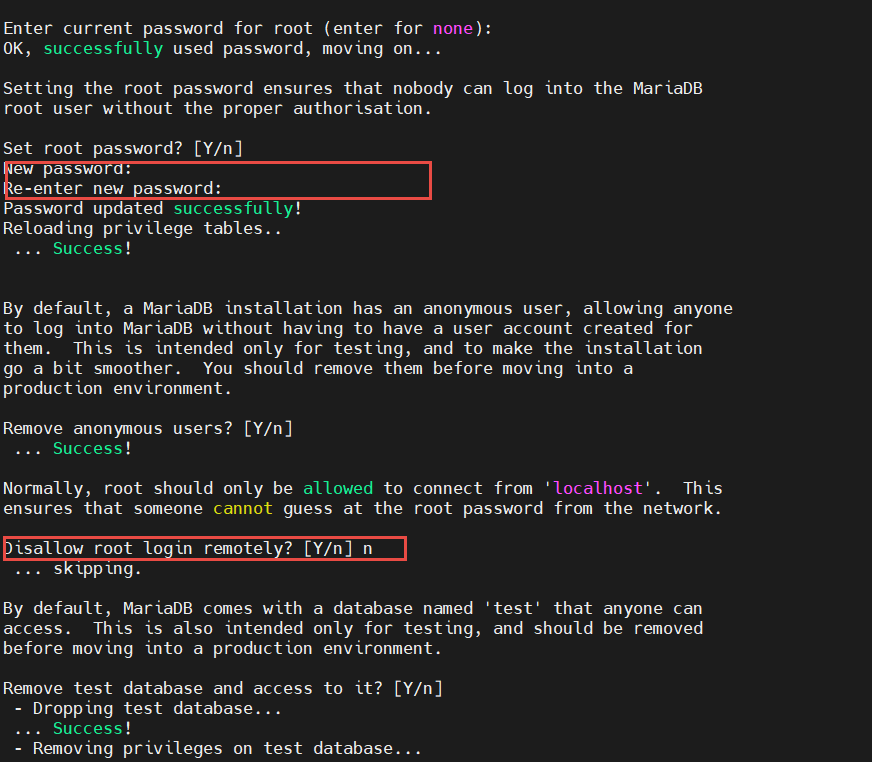 Enter current password for root (enter for none):
OK, successfully used password, moving on...
Setting the root password ensures that nobody can log into the MariaDB
root user without the proper authorisation.
Set root password? [Y/n]
New password:
Re-enter new password:
Password updated successfully!
Reloading privilege tables..
... Success!
By default, a MariaDB installation has an anonymous user, allowing anyone
to log into MariaDB without having to have a user account created for
them.  This is intended only for testing, and to make the installation
go a bit smoother.  You should remove them before moving into a
production environment.
Remove anonymous users? [Y/n]
... Success!
Normally, root should only be allowed to connect from 'localhost'.  This
ensures that someone cannot guess at the root password from the network.
Disallow root login remotely? [Y/n] n
... skipping.
By default, MariaDB comes with a database named 'test' that anyone can
access.  This is also intended only for testing, and should be removed
before moving into a production environment.
Remove test database and access to it? [Y/n]
- Dropping test database...
... Success!
- Removing privileges on test database...